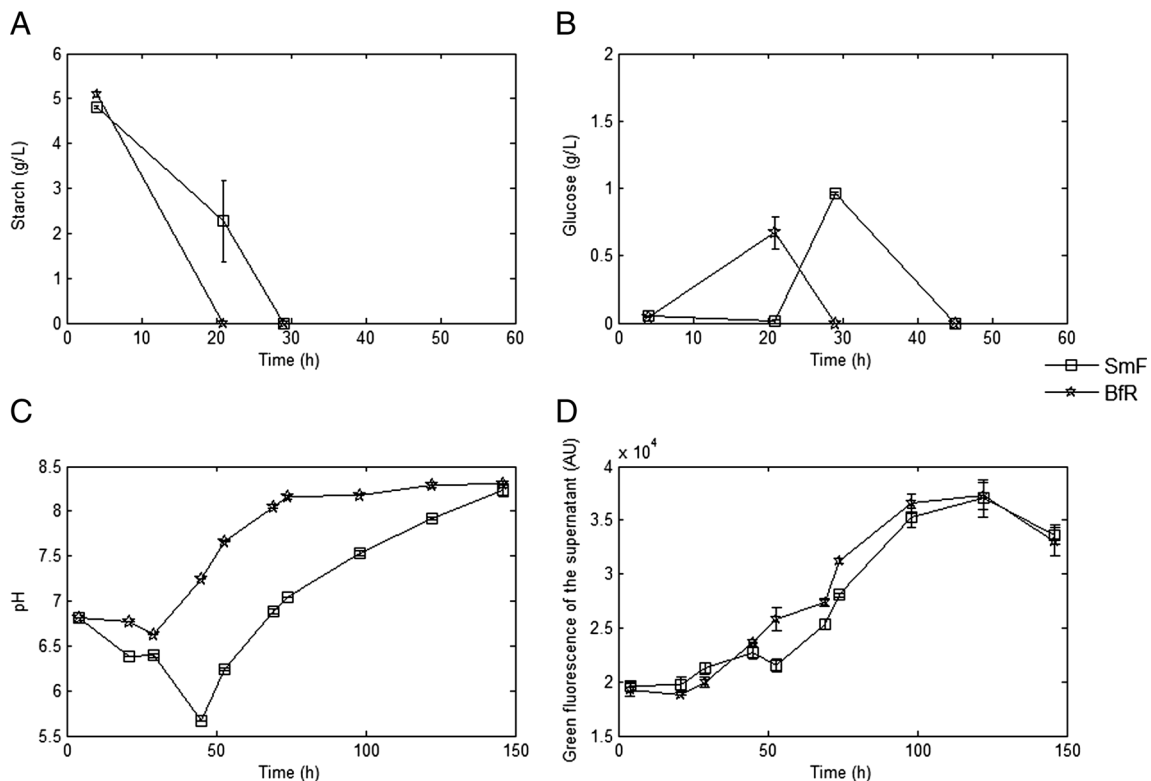 A
6
5
4
3
2
1
0
Starch (g/L)
0 10 20 30 40 50 60
Time (h)
B
2
1.5
1
0.5
0
Glucose (g/L)
0 10 20 30 40 50 60
Time (h)
SmF
BfR
C
8.5
8
7.5
7
6.5
6
5.5
pH
0 50 100 150
Time (h)
D
x 10⁴
4
3.5
3
2.5
2
1.5
Green fluorescence of the supernatant (AU)
0 50 100 150
Time (h)